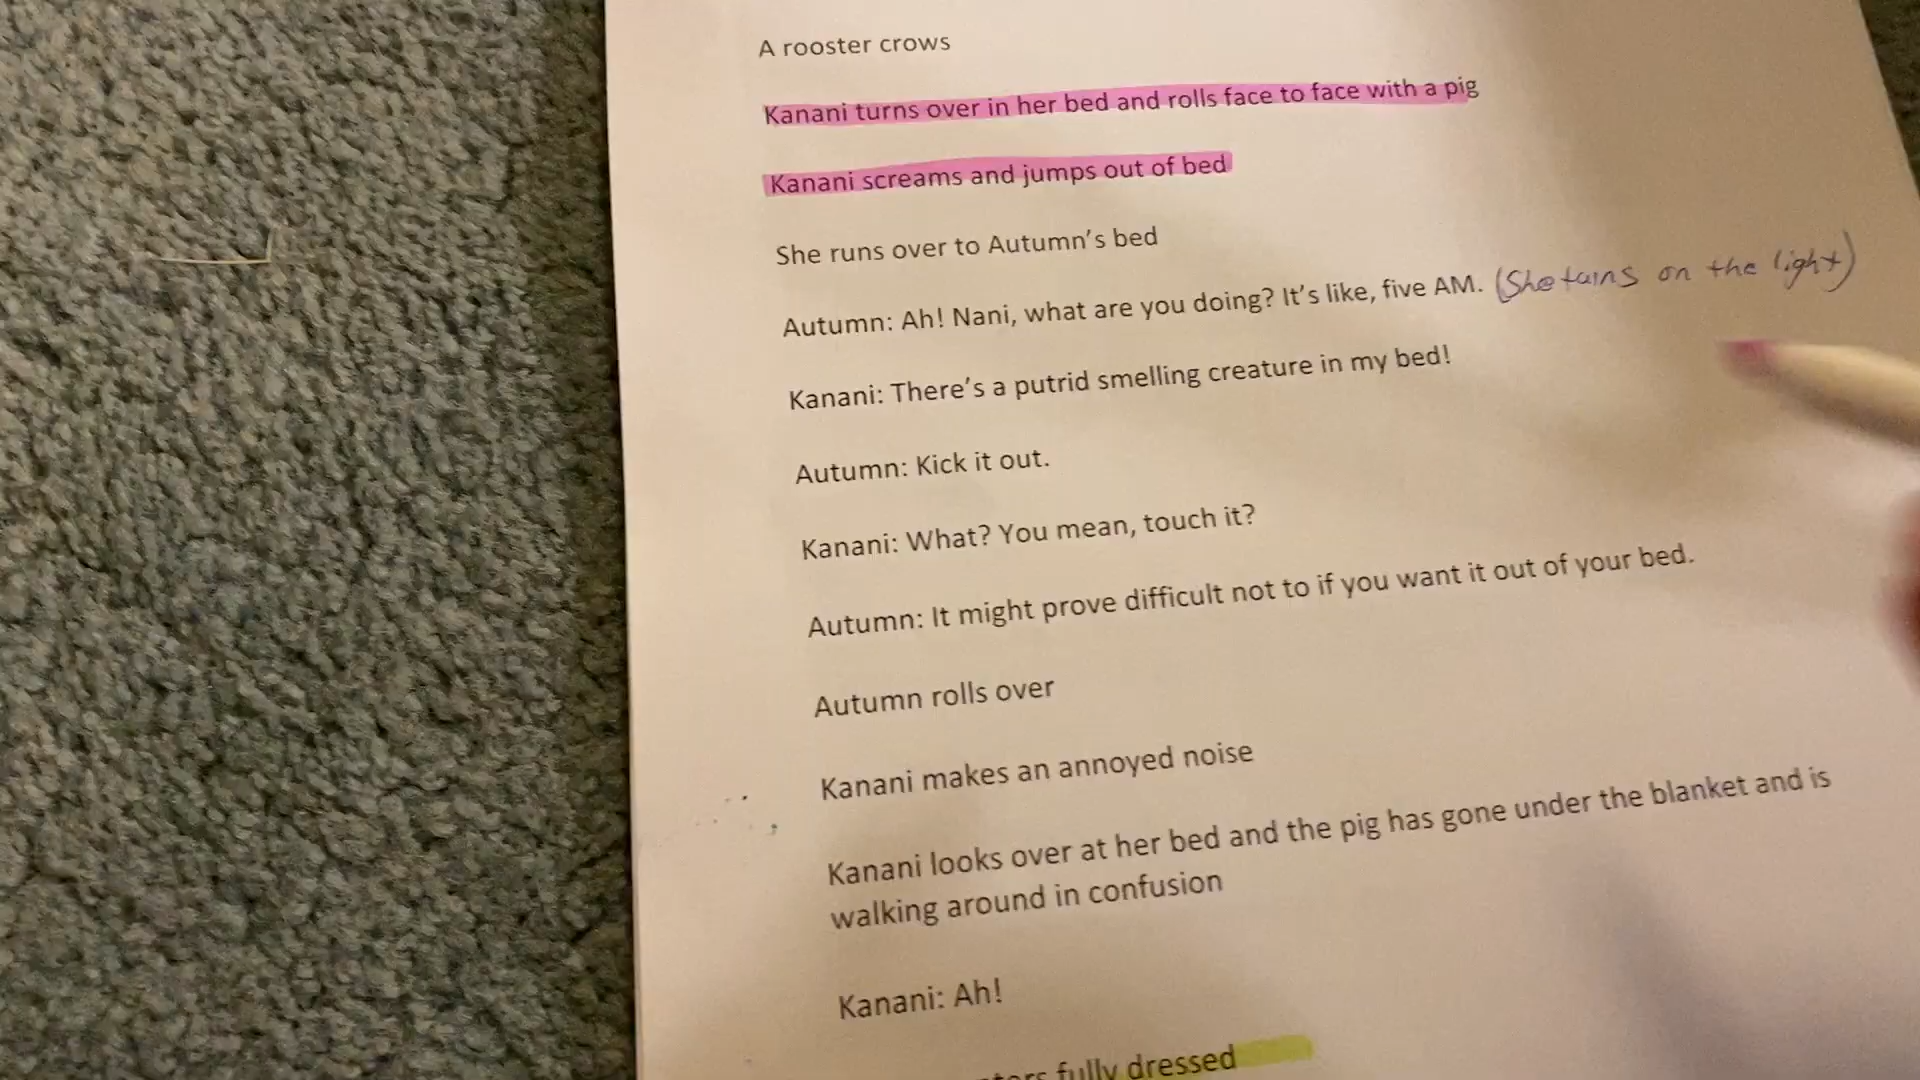 A rooster crows
Kanani turns over in her bed and rolls face to face with a pig
Kanani screams and jumps out of bed
She runs over to Autumn's bed
Autumn: Ah! Nani, what are you doing? It's like, five AM. (She turns on the light)
Kanani: There's a putrid smelling creature in my bed!
Autumn: Kick it out.
Kanani: What? You mean, touch it?
Autumn: It might prove difficult not to if you want it out of your bed.
Autumn rolls over
Kanani makes an annoyed noise
Kanani looks over at her bed and the pig has gone under the blanket and is
walking around in confusion
Kanani: Ah!
fully dressed